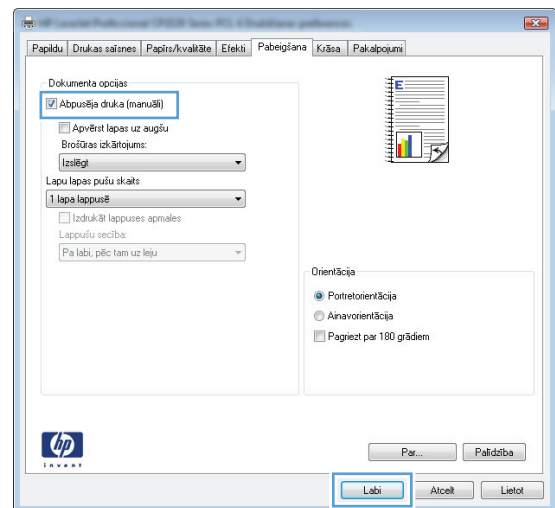 Papildu Drukas saīsnes Papīrs/kvalitāte Efekti Pabeigšana Krāsa Pakalpojumi
Dokumenta opcijas
Abpusēja druka (manuāli)
Apvērst lapas uz augšu
Brošūras izkārtojums:
Izslēgt
Lapu lapas pušu skaits
1 lapa lappusē
Izdrukāt lappuses apmales
Lappušu secība:
Pa labi, pēc tam uz leju
E
Orientācija
Portretorientācija
Ainavorientācija
Pagriezt par 180 grādiem
hp
invent
Par... Palīdzība
Labi Atcelt Lietot